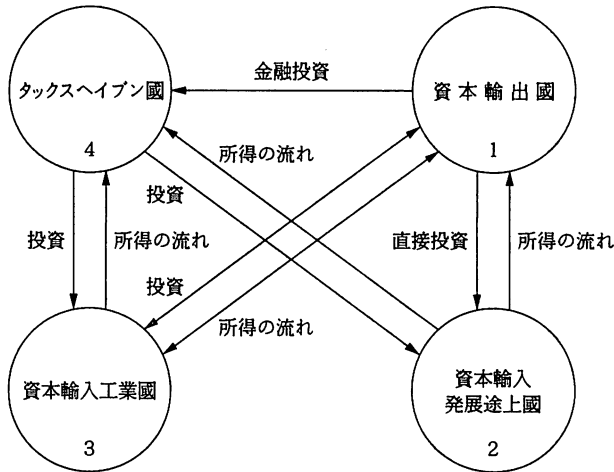 タックスヘイブン國
4
金融投資
資本輸出國
1
所得の流れ
投資
投資
所得の流れ
直接投資
所得の流れ
投資
所得の流れ
資本輸入工業國
3
資本輸入
発展途上國
2